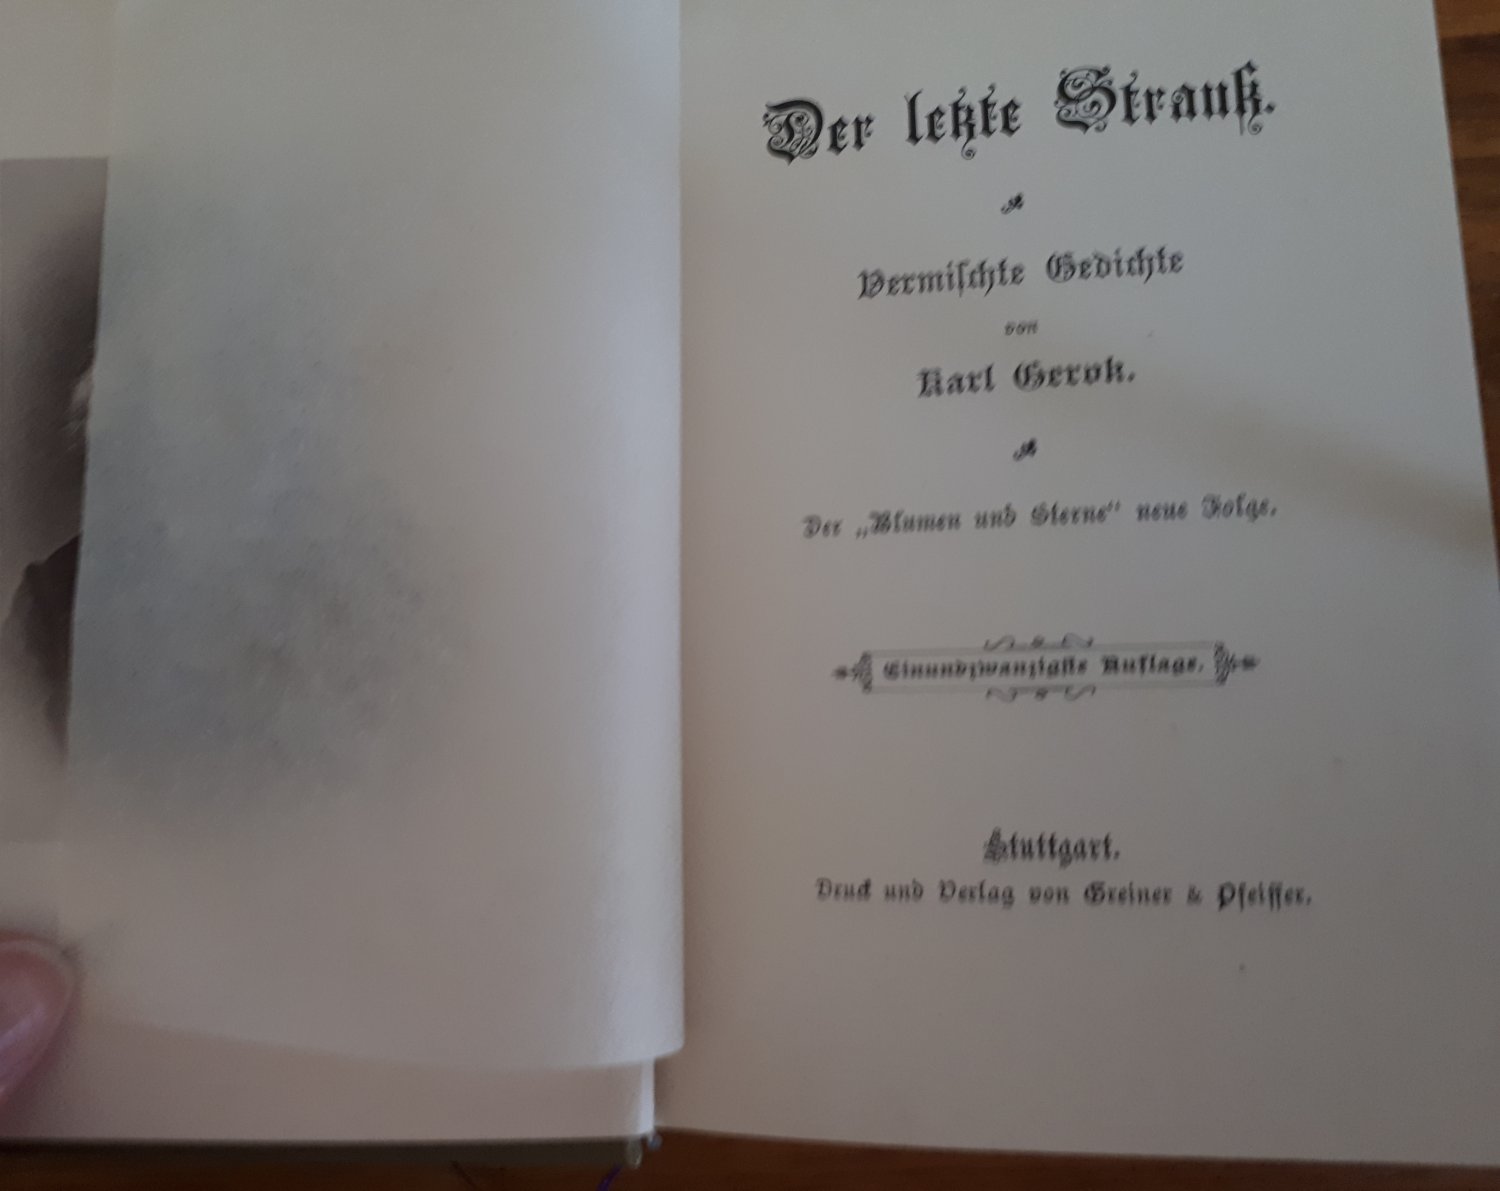 Der letzte Strauß.
Vermischte Gedichte
von
Karl Gerok.
Der „Blumen und Sterne“ neue Folge.
Einundzwanzigste Auflage.
Stuttgart.
Druck und Verlag von Greiner & Pfeiffer.